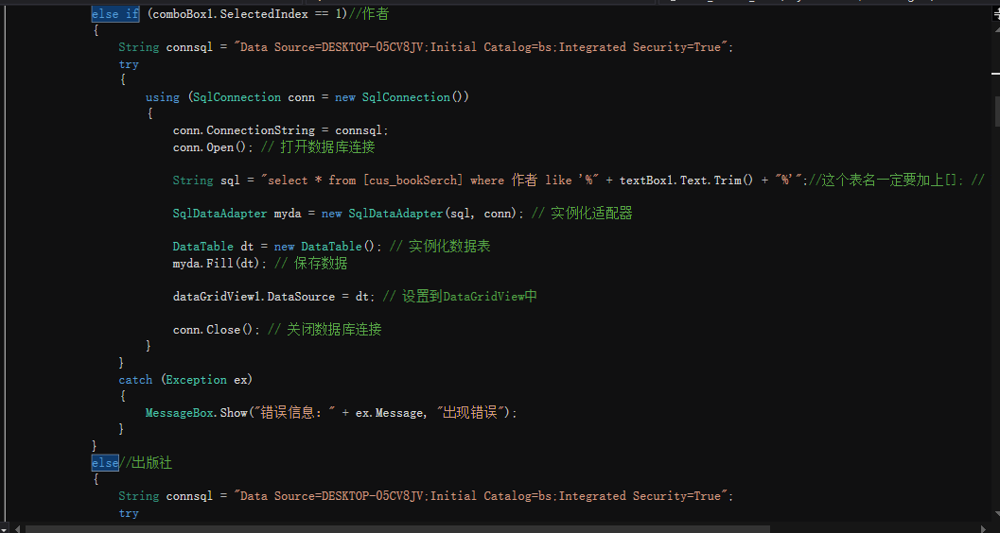 else if (comboBox1.SelectedIndex == 1)//作者
{
String connsql = "Data Source=DESKTOP-05CV8JV;Initial Catalog=bs;Integrated Security=True";
try
{
using (SqlConnection conn = new SqlConnection())
{
conn.ConnectionString = connsql;
conn.Open(); // 打开数据库连接
String sql = "select * from [cus_bookSerch] where 作者 like '%" + textBox1.Text.Trim() + "%'";//这个表名一定要加上[]; //
SqlDataAdapter myda = new SqlDataAdapter(sql, conn); // 实例化适配器
DataTable dt = new DataTable(); // 实例化数据表
myda.Fill(dt); // 保存数据
dataGridView1.DataSource = dt; // 设置到DataGridView中
conn.Close(); // 关闭数据库连接
}
}
catch (Exception ex)
{
MessageBox.Show("错误信息：" + ex.Message, "出现错误");
}
}
else//出版社
{
String connsql = "Data Source=DESKTOP-05CV8JV;Initial Catalog=bs;Integrated Security=True";
try